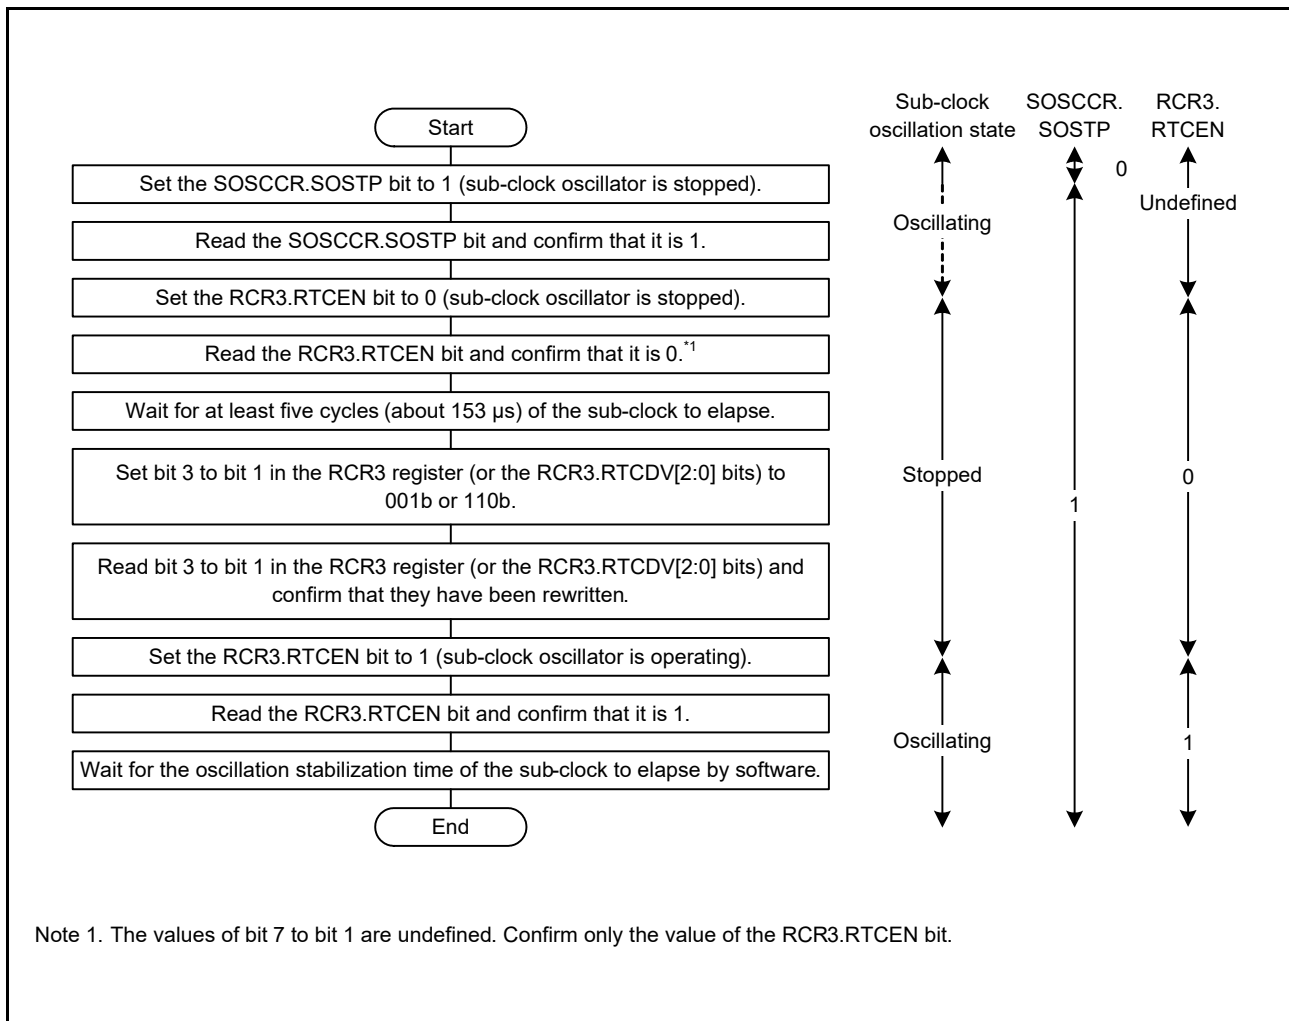 Start
Set the SOSCCR.SOSTP bit to 1 (sub-clock oscillator is stopped).
Read the SOSCCR.SOSTP bit and confirm that it is 1.
Set the RCR3.RTCEN bit to 0 (sub-clock oscillator is stopped).
Read the RCR3.RTCEN bit and confirm that it is 0.*1
Wait for at least five cycles (about 153 µs) of the sub-clock to elapse.
Set bit 3 to bit 1 in the RCR3 register (or the RCR3.RTCDV[2:0] bits) to
001b or 110b.
Read bit 3 to bit 1 in the RCR3 register (or the RCR3.RTCDV[2:0] bits) and
confirm that they have been rewritten.
Set the RCR3.RTCEN bit to 1 (sub-clock oscillator is operating).
Read the RCR3.RTCEN bit and confirm that it is 1.
Wait for the oscillation stabilization time of the sub-clock to elapse by software.
End
Sub-clock
oscillation state
Oscillating
Stopped
Oscillating
SOSCCR.
SOSTP
0
1
RCR3.
RTCEN
Undefined
0
1
Note 1. The values of bit 7 to bit 1 are undefined. Confirm only the value of the RCR3.RTCEN bit.